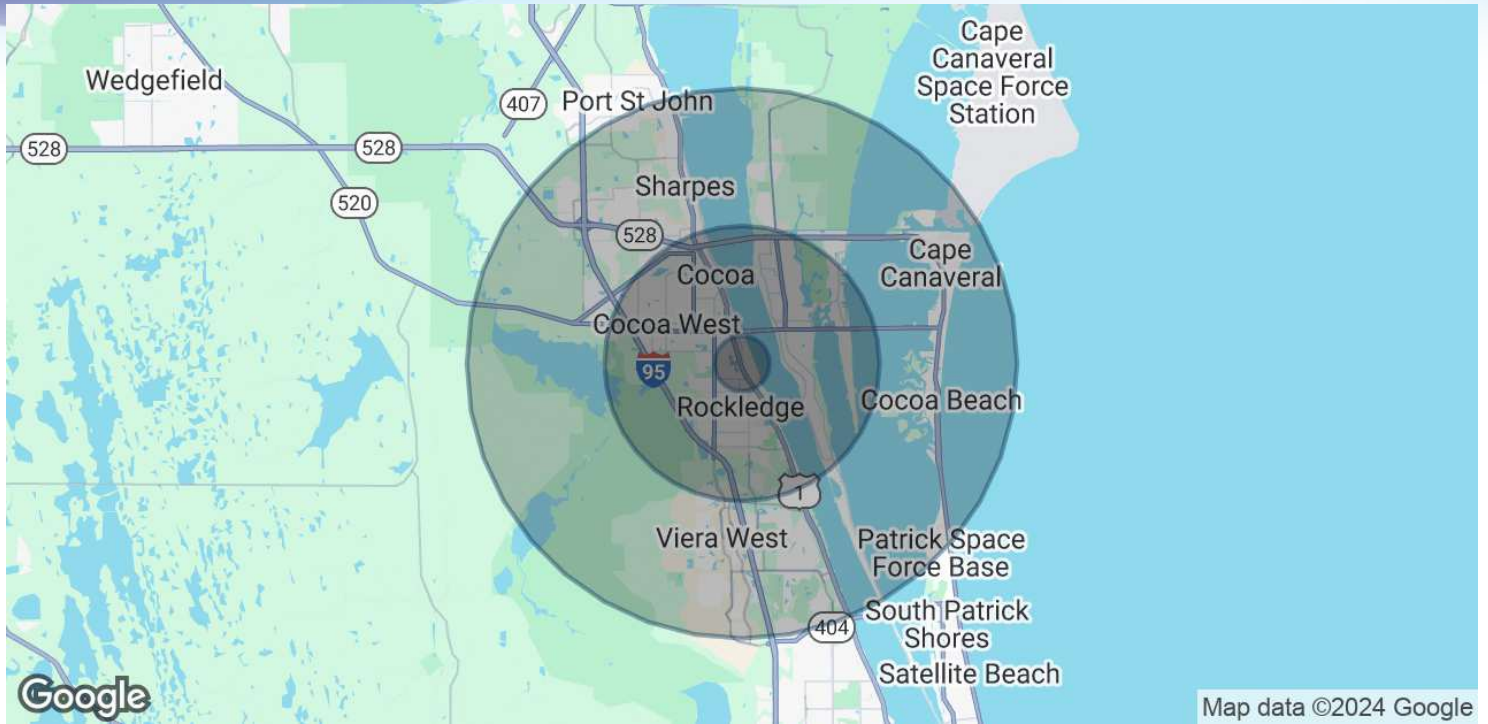 Cape
Canaveral
Space Force
Station
Wedgefield
407
Port St John
528
528
Sharpes
520
528
Cape
Canaveral
Cocoa
Cocoa West
95
Rockledge
Cocoa Beach
1
Viera West
Patrick Space
Force Base
South Patrick
Shores
404
Satellite Beach
Google
Map data ©2024 Google